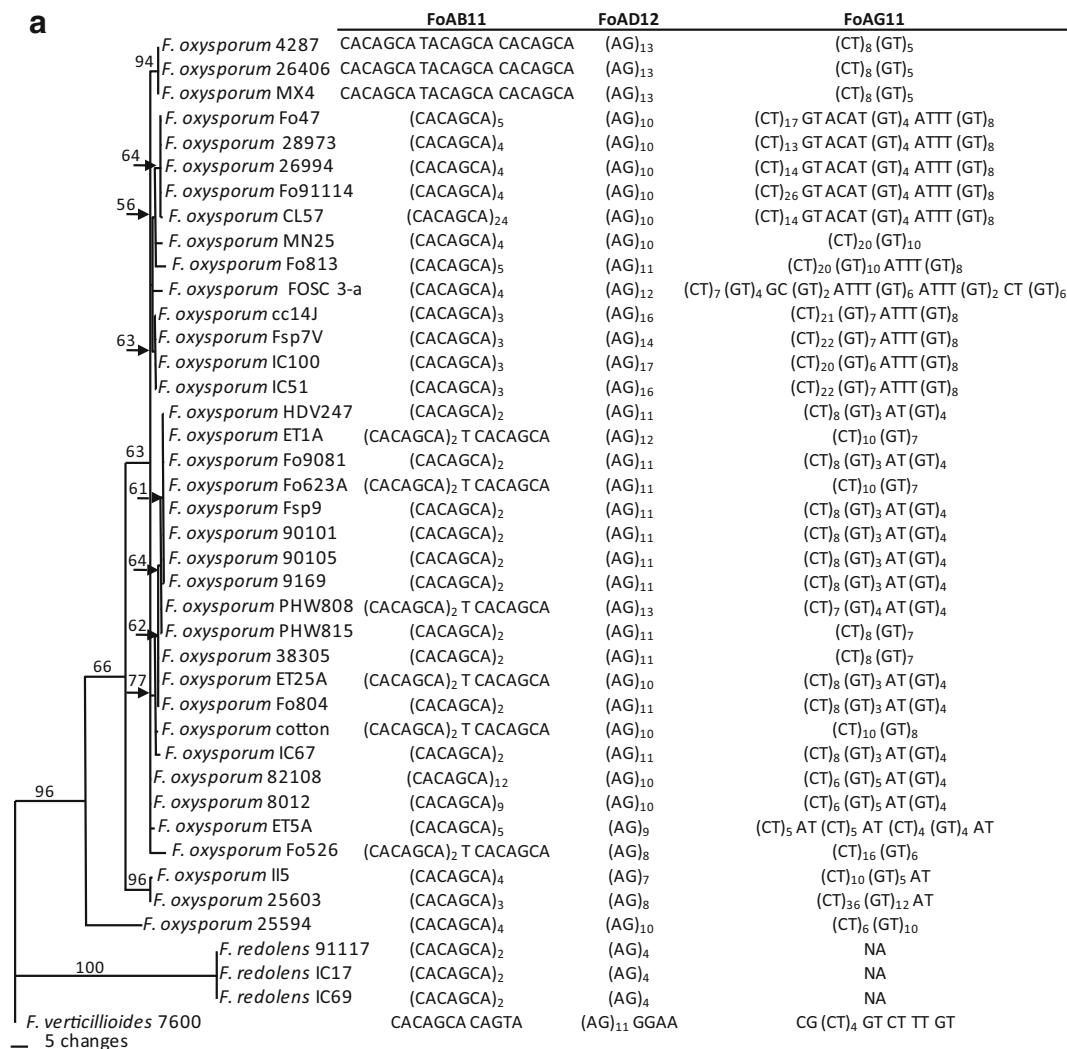 a
FoAB11 FoAD12 FoAG11
94 F. oxysporum 4287 CACAGCA TACAGCA CACAGCA (AG)₁₃ (CT)₈ (GT)₅
F. oxysporum 26406 CACAGCA TACAGCA CACAGCA (AG)₁₃ (CT)₈ (GT)₅
F. oxysporum MX4 CACAGCA TACAGCA CACAGCA (AG)₁₃ (CT)₈ (GT)₅
F. oxysporum Fo47 (CACAGCA)₅ (AG)₁₀ (CT)₁₇ GT ACAT (GT)₄ ATTT (GT)₈
F. oxysporum 28973 (CACAGCA)₄ (AG)₁₀ (CT)₁₃ GT ACAT (GT)₄ ATTT (GT)₈
64 F. oxysporum 26994 (CACAGCA)₄ (AG)₁₀ (CT)₁₄ GT ACAT (GT)₄ ATTT (GT)₈
F. oxysporum Fo91114 (CACAGCA)₄ (AG)₁₀ (CT)₂₆ GT ACAT (GT)₄ ATTT (GT)₈
56 F. oxysporum CL57 (CACAGCA)₂₄ (AG)₁₀ (CT)₁₄ GT ACAT (GT)₄ ATTT (GT)₈
F. oxysporum MN25 (CACAGCA)₄ (AG)₁₀ (CT)₂₀ (GT)₁₀
F. oxysporum Fo813 (CACAGCA)₅ (AG)₁₁ (CT)₂₀ (GT)₁₀ ATTT (GT)₈
F. oxysporum FOSC 3-a (CACAGCA)₄ (AG)₁₂ (CT)₇ (GT)₄ GC (GT)₂ ATTT (GT)₆ ATTT (GT)₂ CT (GT)₆
F. oxysporum cc14J (CACAGCA)₃ (AG)₁₆ (CT)₂₁ (GT)₇ ATTT (GT)₈
63 F. oxysporum Fsp7V (CACAGCA)₃ (AG)₁₄ (CT)₂₂ (GT)₇ ATTT (GT)₈
F. oxysporum IC100 (CACAGCA)₃ (AG)₁₇ (CT)₂₀ (GT)₆ ATTT (GT)₈
F. oxysporum IC51 (CACAGCA)₃ (AG)₁₆ (CT)₂₂ (GT)₇ ATTT (GT)₈
F. oxysporum HDV247 (CACAGCA)₂ (AG)₁₁ (CT)₈ (GT)₃ AT (GT)₄
F. oxysporum ET1A (CACAGCA)₂ T CACAGCA (AG)₁₂ (CT)₁₀ (GT)₇
63 F. oxysporum Fo9081 (CACAGCA)₂ (AG)₁₁ (CT)₈ (GT)₃ AT (GT)₄
61 F. oxysporum Fo623A (CACAGCA)₂ T CACAGCA (AG)₁₁ (CT)₁₀ (GT)₇
F. oxysporum Fsp9 (CACAGCA)₂ (AG)₁₁ (CT)₈ (GT)₃ AT (GT)₄
F. oxysporum 90101 (CACAGCA)₂ (AG)₁₁ (CT)₈ (GT)₃ AT (GT)₄
64 F. oxysporum 90105 (CACAGCA)₂ (AG)₁₁ (CT)₈ (GT)₃ AT (GT)₄
F. oxysporum 9169 (CACAGCA)₂ (AG)₁₁ (CT)₈ (GT)₃ AT (GT)₄
F. oxysporum PHW808 (CACAGCA)₂ T CACAGCA (AG)₁₃ (CT)₇ (GT)₄ AT (GT)₄
62 F. oxysporum PHW815 (CACAGCA)₂ (AG)₁₁ (CT)₈ (GT)₇
F. oxysporum 38305 (CACAGCA)₂ (AG)₁₁ (CT)₈ (GT)₇
66 77 F. oxysporum ET25A (CACAGCA)₂ T CACAGCA (AG)₁₀ (CT)₈ (GT)₃ AT (GT)₄
F. oxysporum Fo804 (CACAGCA)₂ (AG)₁₁ (CT)₈ (GT)₃ AT (GT)₄
F. oxysporum cotton (CACAGCA)₂ T CACAGCA (AG)₁₀ (CT)₁₀ (GT)₈
F. oxysporum IC67 (CACAGCA)₂ (AG)₁₁ (CT)₈ (GT)₃ AT (GT)₄
F. oxysporum 82108 (CACAGCA)₁₂ (AG)₁₀ (CT)₆ (GT)₅ AT (GT)₄
96 F. oxysporum 8012 (CACAGCA)₉ (AG)₁₀ (CT)₆ (GT)₅ AT (GT)₄
F. oxysporum ET5A (CACAGCA)₅ (AG)₉ (CT)₅ AT (CT)₅ AT (CT)₄ (GT)₄ AT
F. oxysporum Fo526 (CACAGCA)₂ T CACAGCA (AG)₈ (CT)₁₆ (GT)₆
96 F. oxysporum II5 (CACAGCA)₄ (AG)₇ (CT)₁₀ (GT)₅ AT
F. oxysporum 25603 (CACAGCA)₃ (AG)₈ (CT)₃₆ (GT)₁₂ AT
F. oxysporum 25594 (CACAGCA)₄ (AG)₁₀ (CT)₆ (GT)₁₀
F. redolens 91117 (CACAGCA)₂ (AG)₄ NA
100 F. redolens IC17 (CACAGCA)₂ (AG)₄ NA
F. redolens IC69 (CACAGCA)₂ (AG)₄ NA
F. verticillioides 7600 CACAGCA CAGTA (AG)₁₁ GGAA CG (CT)₄ GT CT TT GT
5 changes